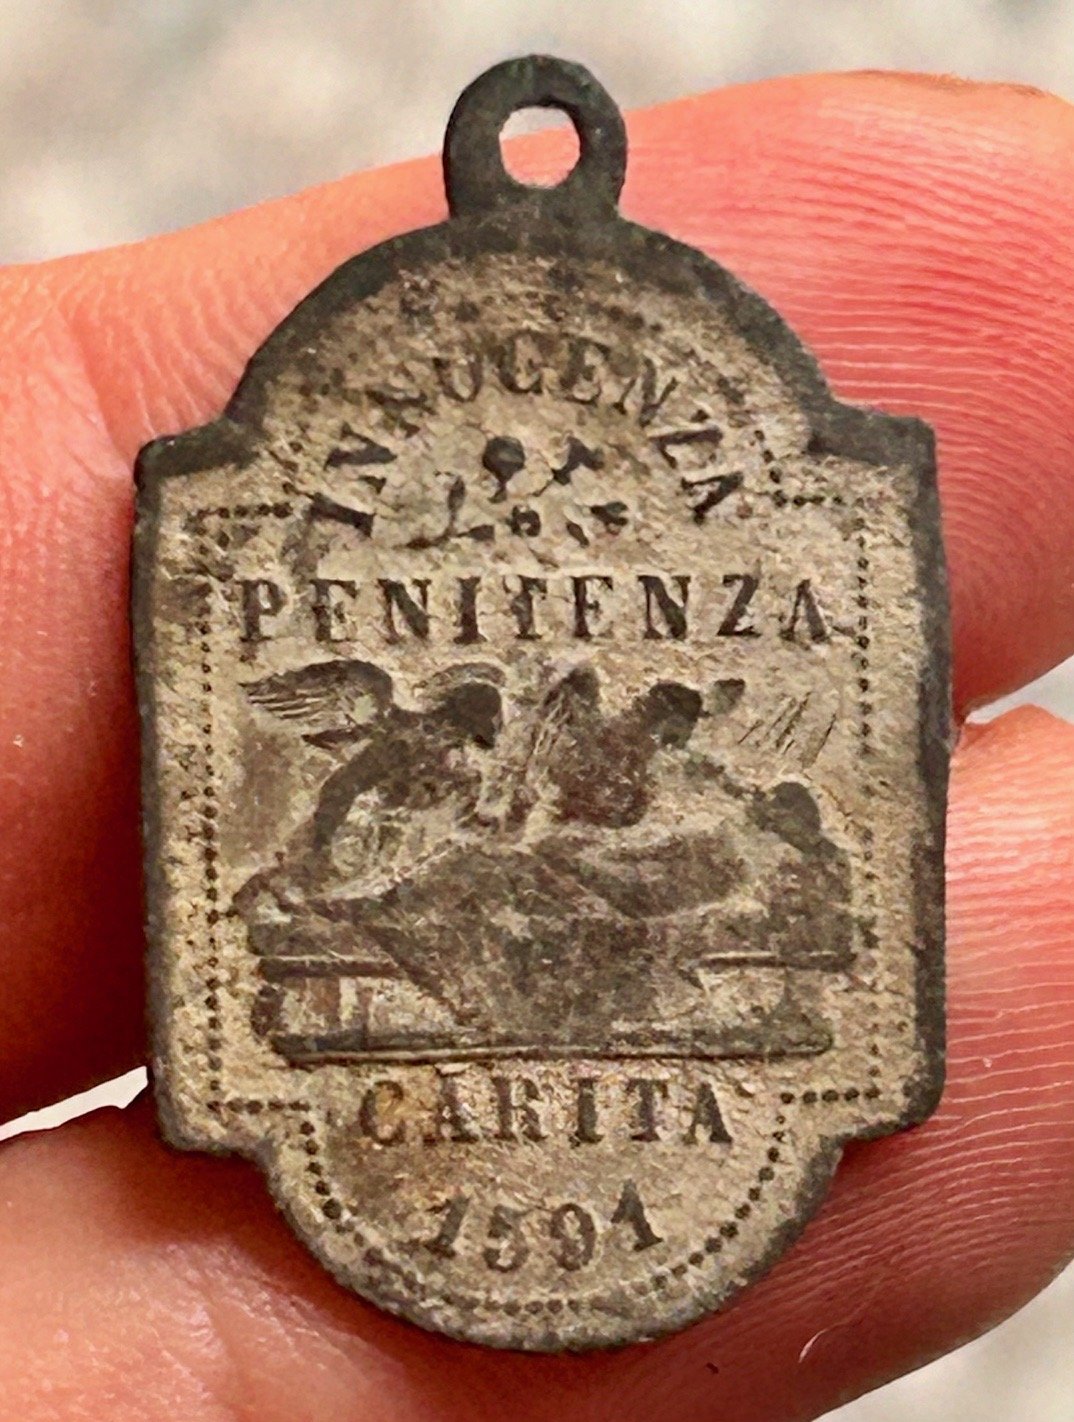 INNOCENZA
PENITENZA
CARITA
1591